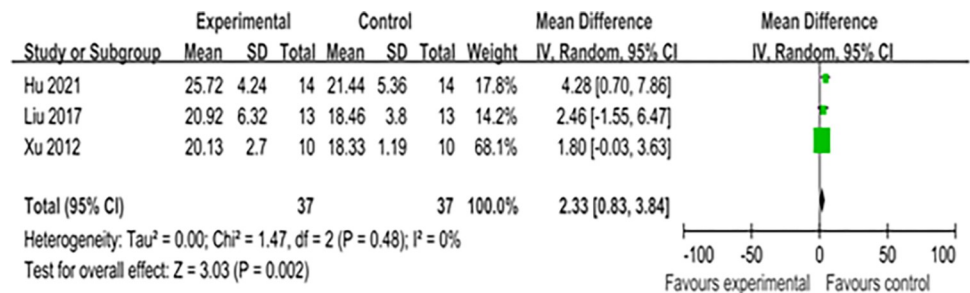 Experimental Control Mean Difference Mean Difference
Study or Subgroup Mean SD Total Mean SD Total Weight IV, Random, 95% CI IV, Random, 95% CI
Hu 2021 25.72 4.24 14 21.44 5.36 14 17.8% 4.28 [0.70, 7.86]
Liu 2017 20.92 6.32 13 18.46 3.8 13 14.2% 2.46 [-1.55, 6.47]
Xu 2012 20.13 2.7 10 18.33 1.19 10 68.1% 1.80 [-0.03, 3.63]
Total (95% CI) 37 37 100.0% 2.33 [0.83, 3.84]
Heterogeneity: Tau² = 0.00; Chi² = 1.47, df = 2 (P = 0.48); I² = 0%
Test for overall effect: Z = 3.03 (P = 0.002)
-100 -50 0 50 100
Favours experimental Favours control